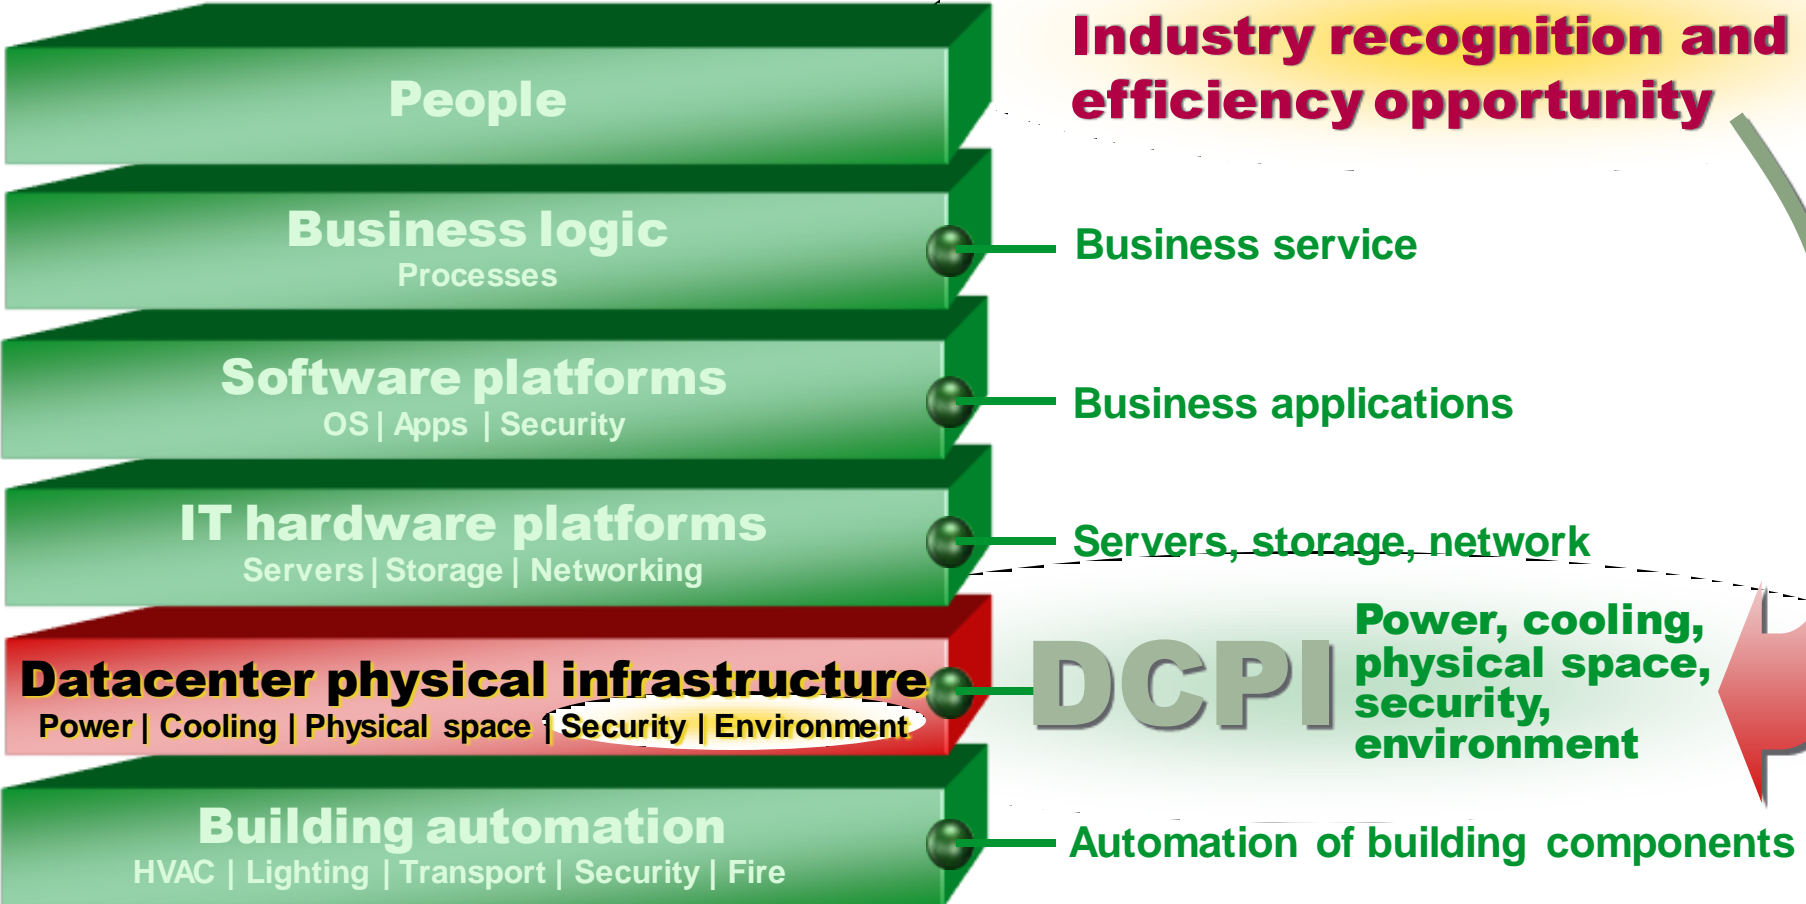 Industry recognition and
efficiency opportunity
People
Business logic
Processes
Business service
Software platforms
OS | Apps | Security
Business applications
IT hardware platforms
Servers | Storage | Networking
Servers, storage, network
Datacenter physical infrastructure
Power | Cooling | Physical space | Security | Environment
DCPI
Power, cooling,
physical space,
security,
environment
Building automation
HVAC | Lighting | Transport | Security | Fire
Automation of building components